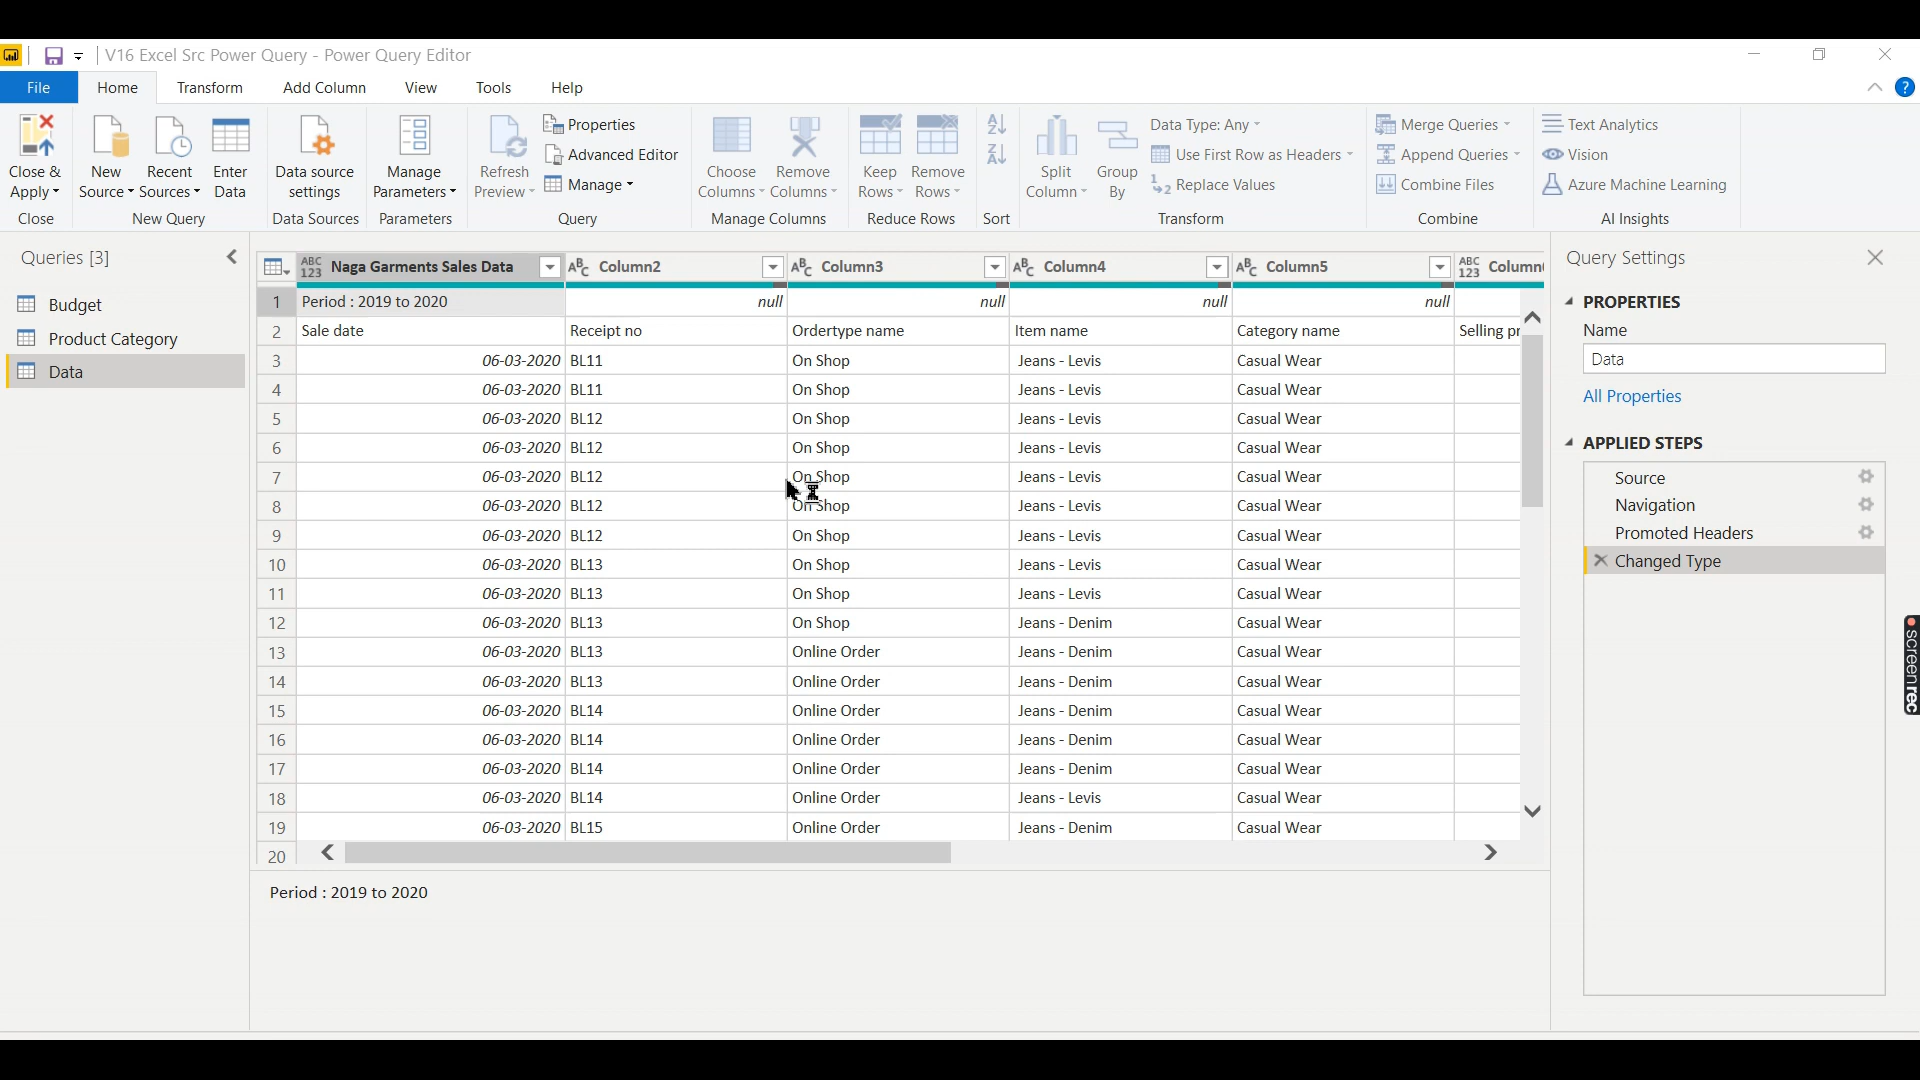 V16 Excel Src Power Query - Power Query Editor
File Home Transform Add Column View Tools Help
Close & Apply
New Source
Recent Sources
Enter Data
Data source settings
Manage Parameters
Refresh Preview
Properties
Advanced Editor
Manage
Choose Columns
Remove Columns
Keep Rows
Remove Rows
Split Column
Group By
Data Type: Any
Use First Row as Headers
Replace Values
Merge Queries
Append Queries
Combine Files
Text Analytics
Vision
Azure Machine Learning
Close New Query Data Sources Parameters Query Manage Columns Reduce Rows Sort Transform Combine AI Insights
Queries [3]
Budget
Product Category
Data
ABC 123 Naga Garments Sales Data ABC Column2 ABC Column3 ABC Column4 ABC Column5 ABC 123 Column
1 Period : 2019 to 2020 null null null null
2 Sale date Receipt no Ordertype name Item name Category name Selling pr
3 06-03-2020 BL11 On Shop Jeans - Levis Casual Wear
4 06-03-2020 BL11 On Shop Jeans - Levis Casual Wear
5 06-03-2020 BL12 On Shop Jeans - Levis Casual Wear
6 06-03-2020 BL12 On Shop Jeans - Levis Casual Wear
7 06-03-2020 BL12 On Shop Jeans - Levis Casual Wear
8 06-03-2020 BL12 On Shop Jeans - Levis Casual Wear
9 06-03-2020 BL12 On Shop Jeans - Levis Casual Wear
10 06-03-2020 BL13 On Shop Jeans - Levis Casual Wear
11 06-03-2020 BL13 On Shop Jeans - Levis Casual Wear
12 06-03-2020 BL13 On Shop Jeans - Denim Casual Wear
13 06-03-2020 BL13 Online Order Jeans - Denim Casual Wear
14 06-03-2020 BL13 Online Order Jeans - Denim Casual Wear
15 06-03-2020 BL14 Online Order Jeans - Denim Casual Wear
16 06-03-2020 BL14 Online Order Jeans - Denim Casual Wear
17 06-03-2020 BL14 Online Order Jeans - Denim Casual Wear
18 06-03-2020 BL14 Online Order Jeans - Levis Casual Wear
19 06-03-2020 BL15 Online Order Jeans - Denim Casual Wear
20
Period : 2019 to 2020
Query Settings
PROPERTIES
Name
Data
All Properties
APPLIED STEPS
Source
Navigation
Promoted Headers
Changed Type
screenrec